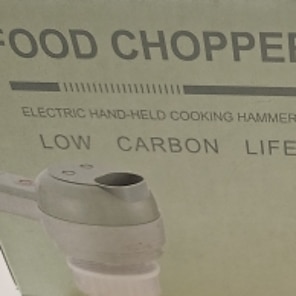 FOOD CHOPPER
ELECTRIC HAND-HELD COOKING HAMMER
LOW CARBON LIFE